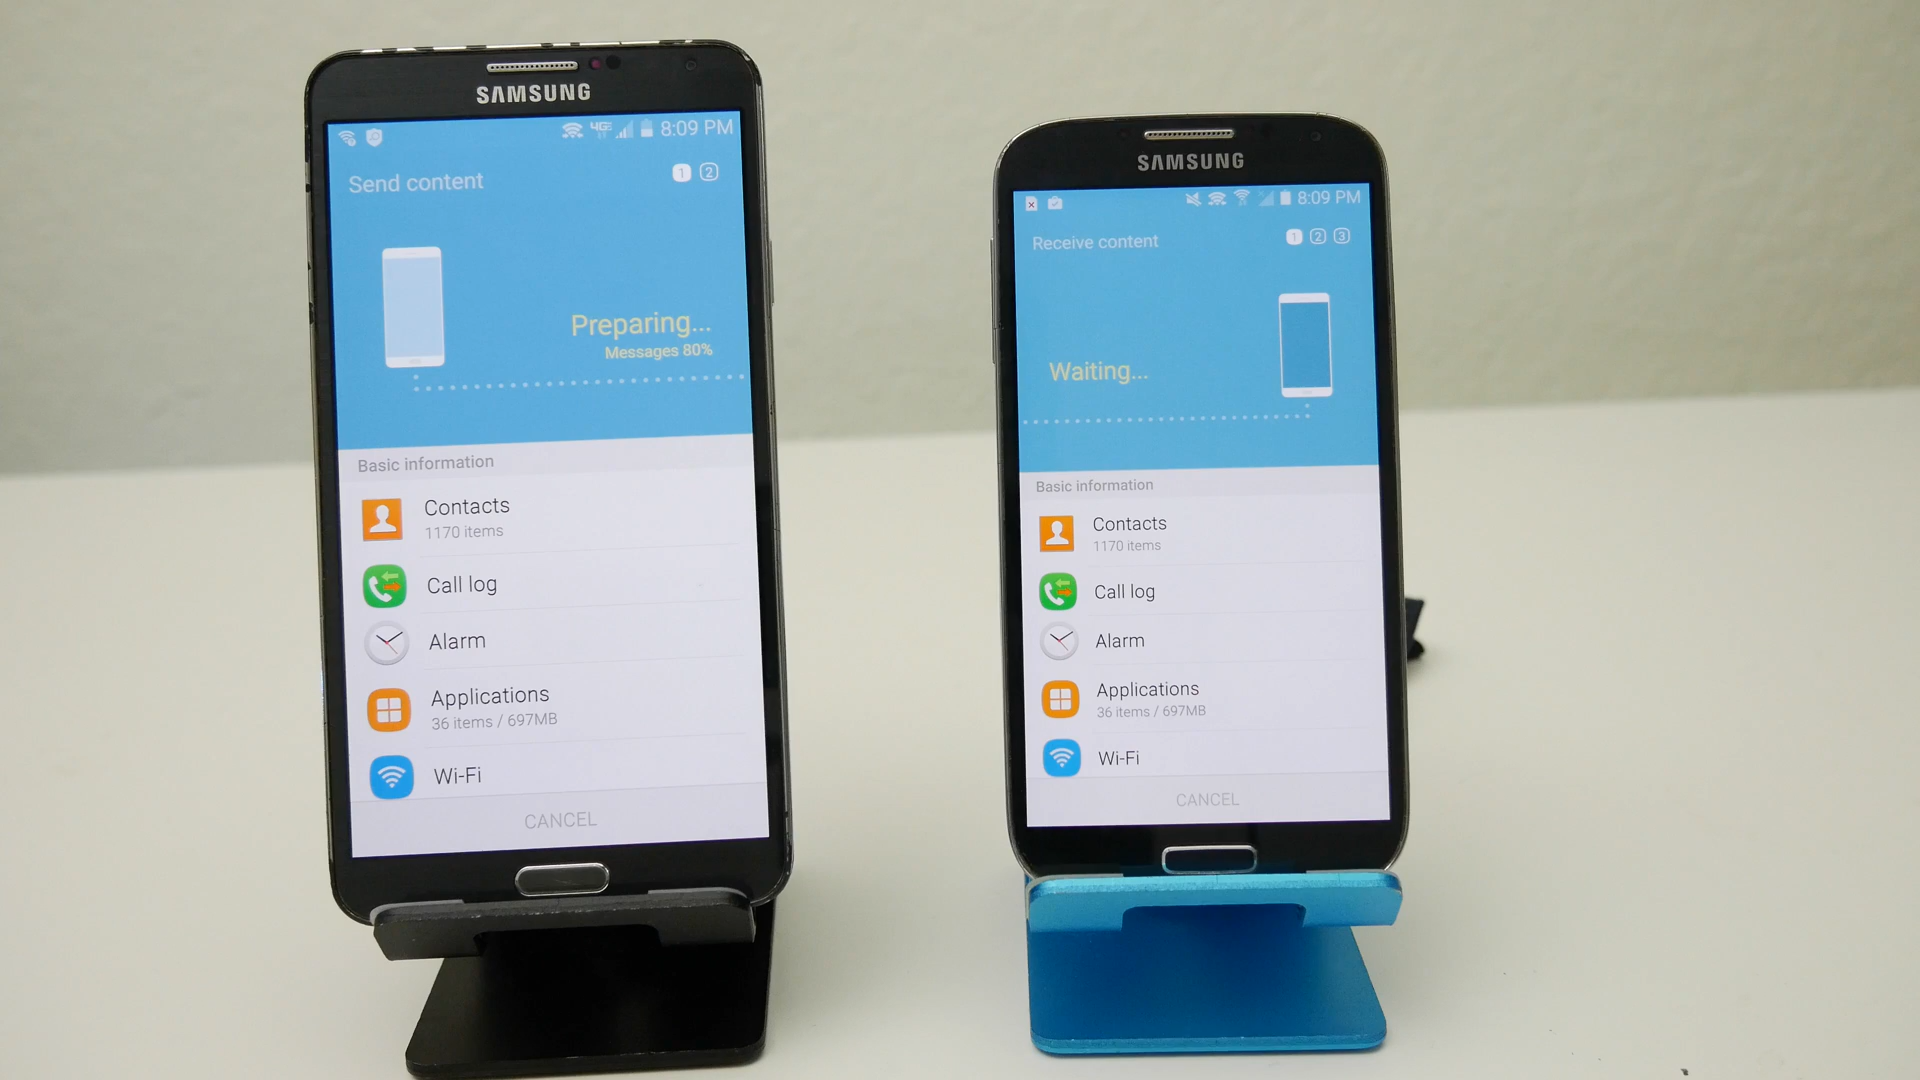 SAMSUNG
4G LTE 8:09 PM
Send content 1 2
Preparing...
Messages 80%
Basic information
Contacts
1170 items
Call log
Alarm
Applications
36 items / 697MB
Wi-Fi
CANCEL
SAMSUNG
8:09 PM
Receive content 1 2 3
Waiting...
Basic information
Contacts
1170 items
Call log
Alarm
Applications
36 items / 697MB
Wi-Fi
CANCEL